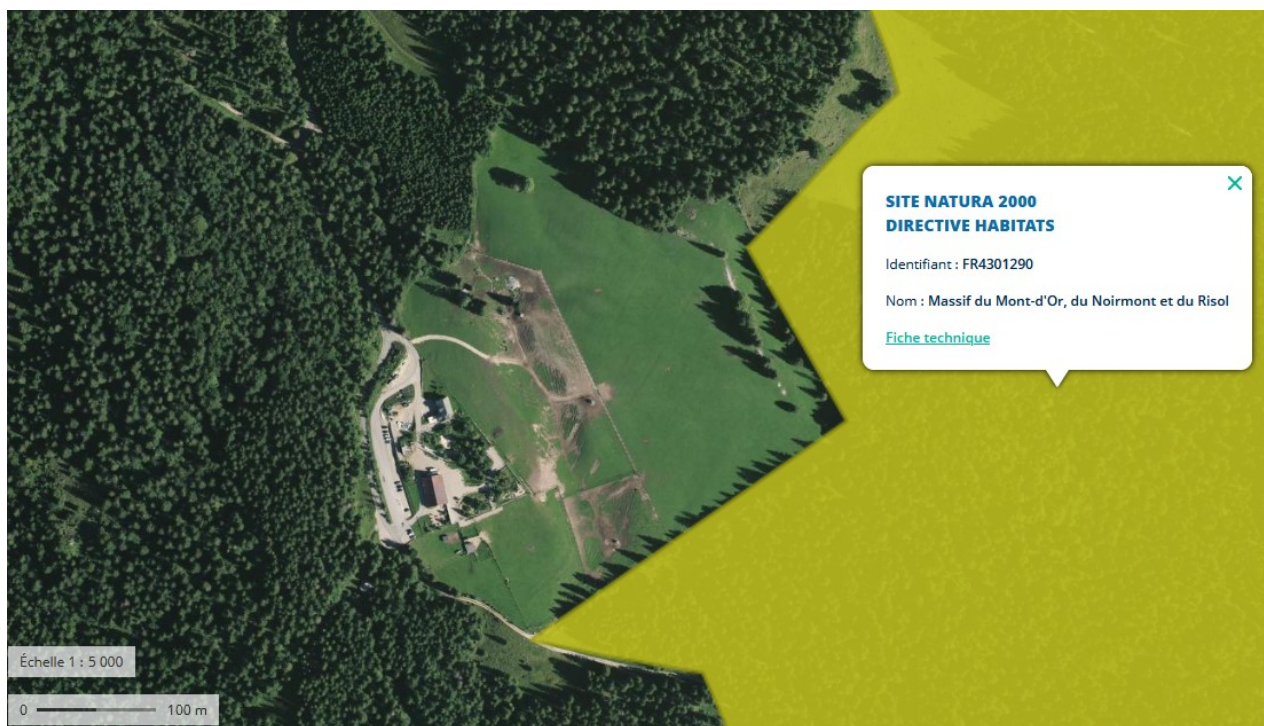 SITE NATURA 2000
DIRECTIVE HABITATS
Identifiant : FR4301290
Nom : Massif du Mont-d'Or, du Noirmont et du Risol
Fiche technique
Échelle 1 : 5 000
0 100 m